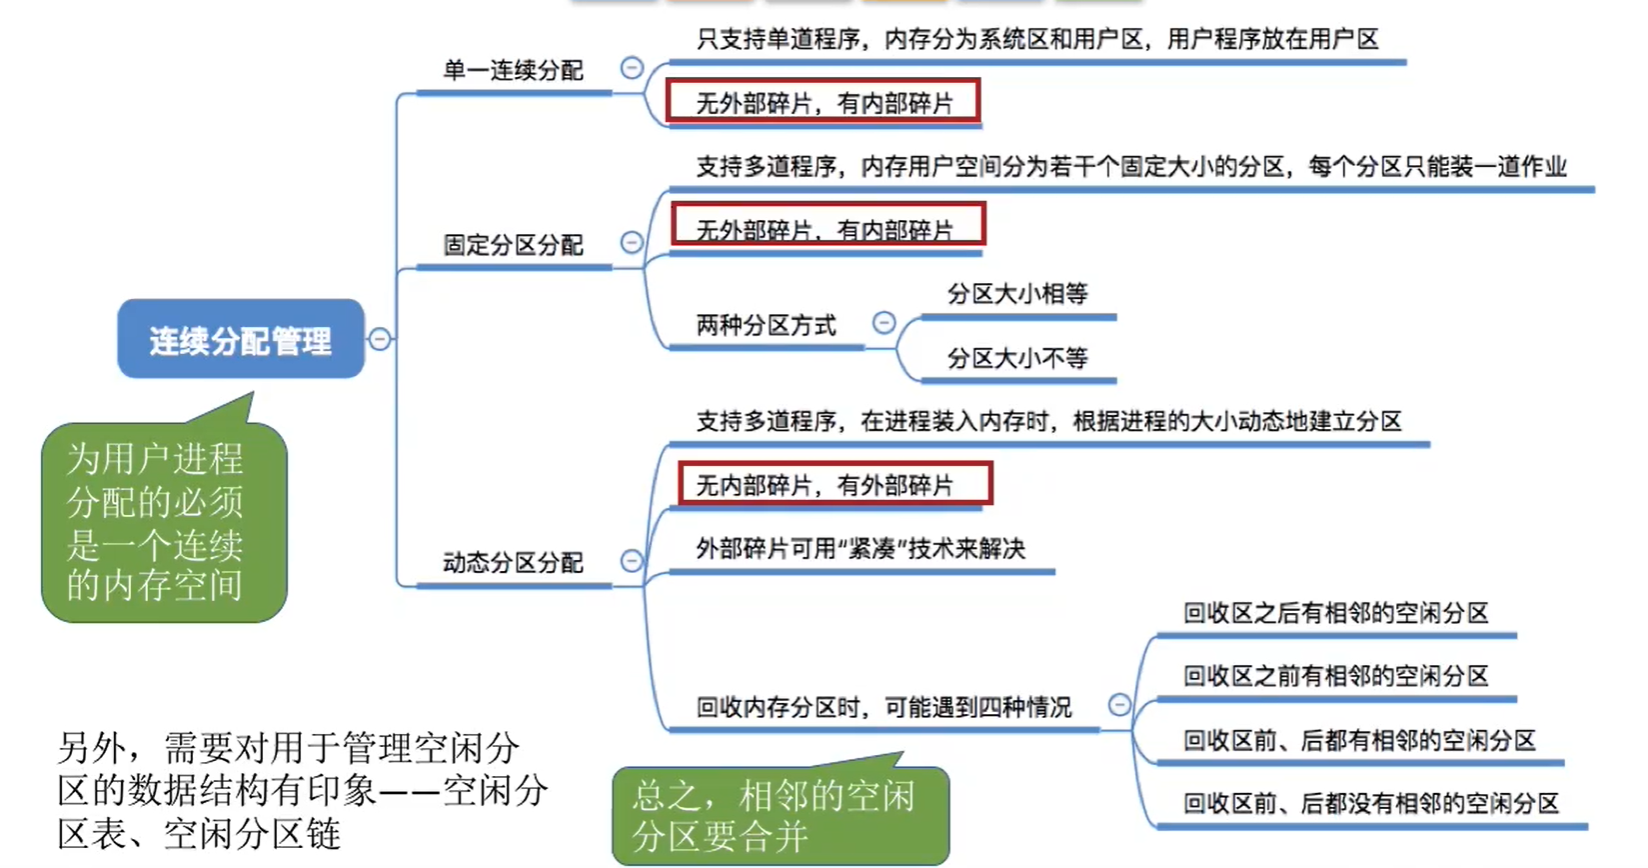 单一连续分配
只支持单道程序，内存分为系统区和用户区，用户程序放在用户区
无外部碎片，有内部碎片
固定分区分配
支持多道程序，内存用户空间分为若干个固定大小的分区，每个分区只能装一道作业
无外部碎片，有内部碎片
两种分区方式
分区大小相等
分区大小不等
连续分配管理
为用户进程
分配的必须
是一个连续
的内存空间
动态分区分配
支持多道程序，在进程装入内存时，根据进程的大小动态地建立分区
无内部碎片，有外部碎片
外部碎片可用“紧凑”技术来解决
回收内存分区时，可能遇到四种情况
回收区之后有相邻的空闲分区
回收区之前有相邻的空闲分区
回收区前、后都有相邻的空闲分区
回收区前、后都没有相邻的空闲分区
总之，相邻的空闲
分区要合并
另外，需要对用于管理空闲分
区的数据结构有印象——空闲分
区表、空闲分区链